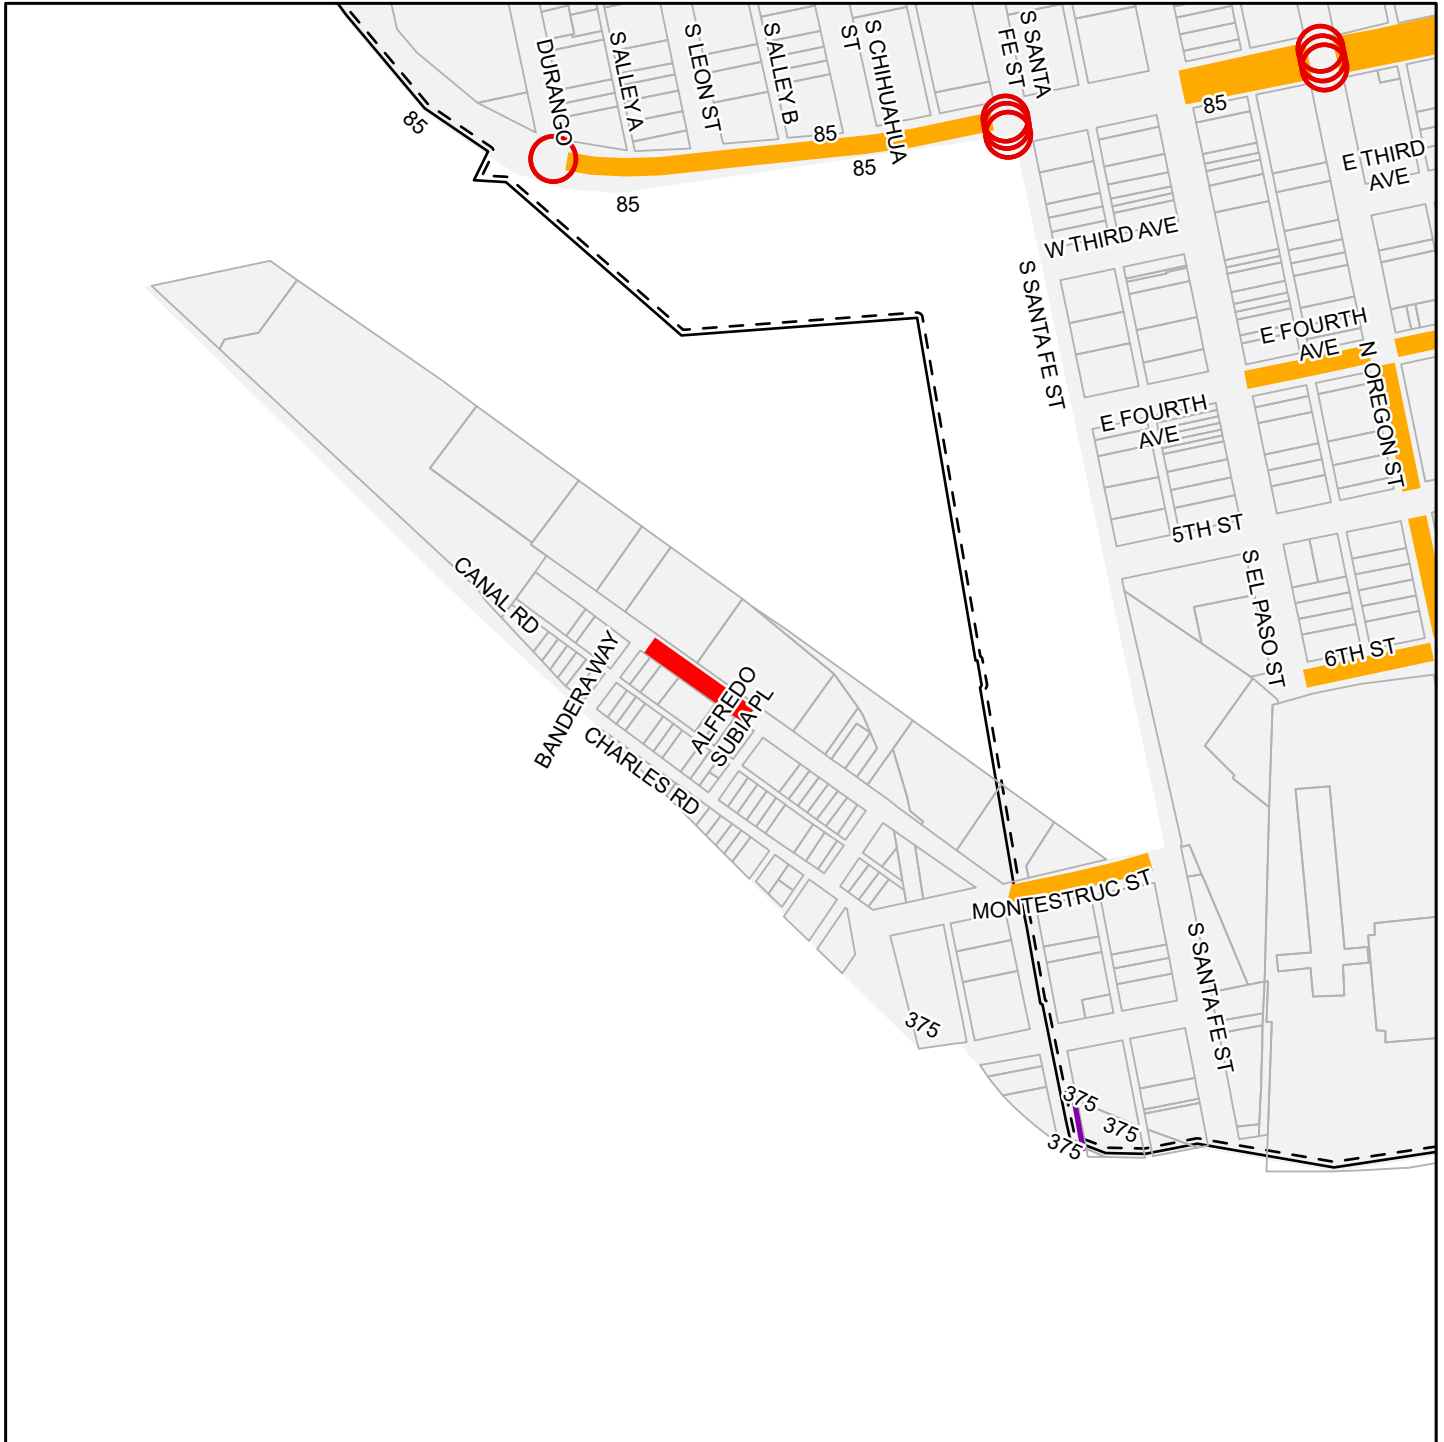 DURANGO
S ALLEY A
S LEON ST
S ALLEY B
S CHIHUAHUA
ST
S SANTA
FE ST
85
85
85
85
85
E THIRD
AVE
W THIRD AVE
S SANTA FE ST
E FOURTH
AVE
N OREGON ST
E FOURTH
AVE
5TH ST
S EL PASO ST
6TH ST
CANAL RD
BANDERA WAY
ALFREDO
SUBIA PL
CHARLES RD
MONTESTRUC ST
S SANTA FE ST
375
375
375
375